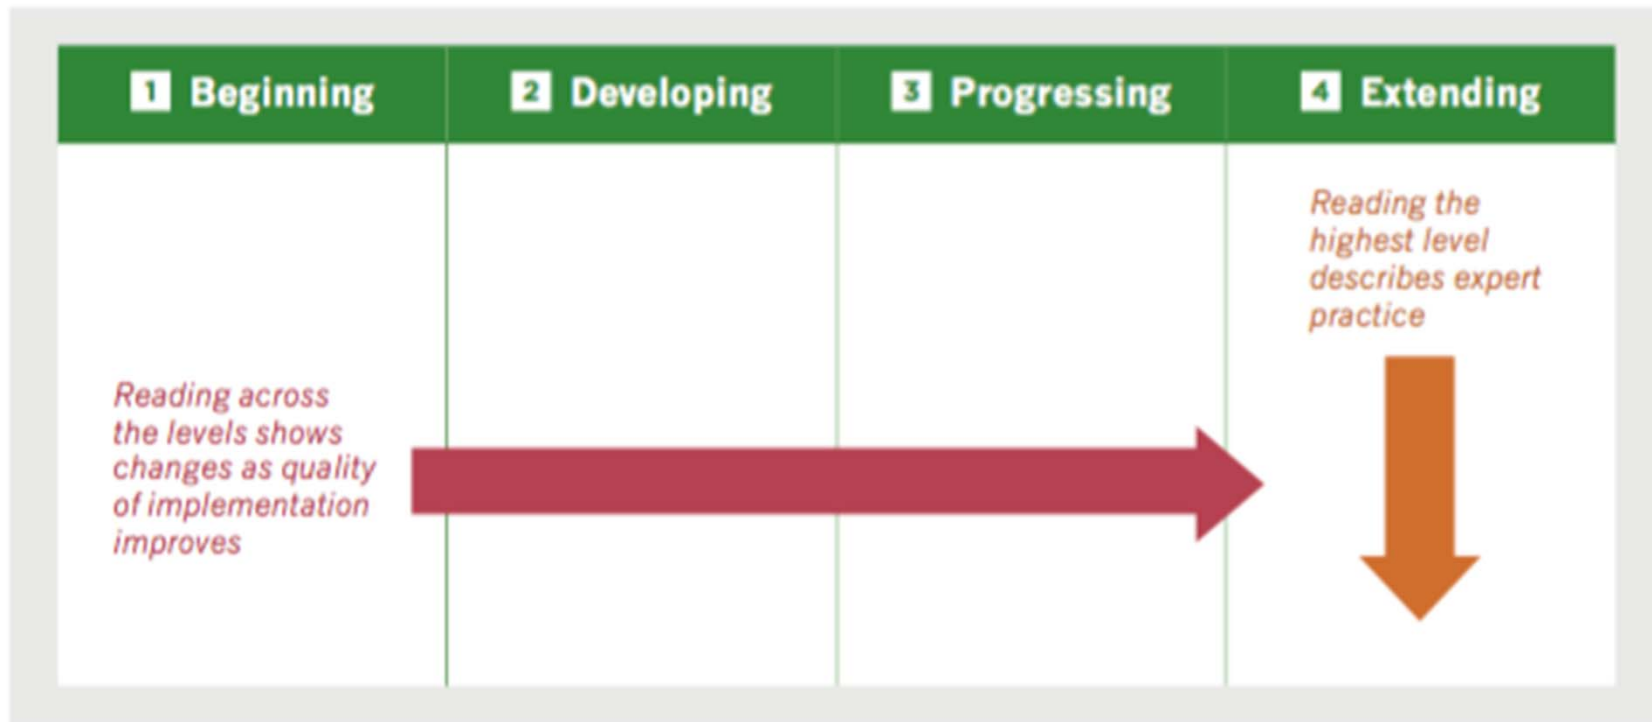 1 Beginning
2 Developing
3 Progressing
4 Extending
Reading across
the levels shows
changes as quality
of implementation
improves
Reading the
highest level
describes expert
practice